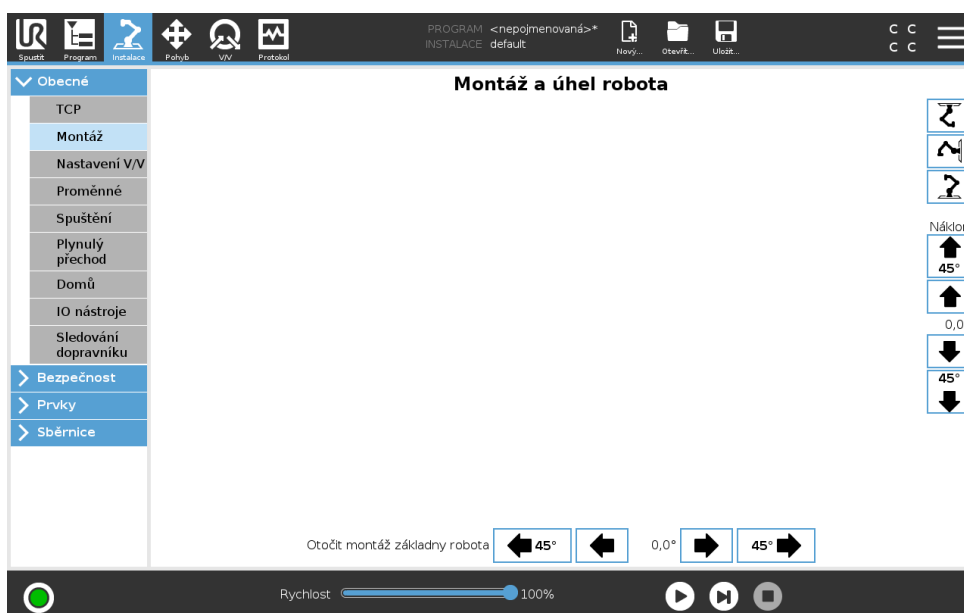 UR
Spustit
Program
Instalace
Pohyb
V/V
Protokol
PROGRAM <nepojmenovaná>*
INSTALACE default
Nový...
Otevřít...
Uložit...
C C
C C
Obecné
TCP
Montáž
Nastavení V/V
Proměnné
Spuštění
Plynulý
přechod
Domů
IO nástroje
Sledování
dopravníku
Bezpečnost
Prvky
Sběrnice
Montáž a úhel robota
Náklon
45°
0,0
45°
Otočit montáž základny robota
45°
0,0°
45°
Rychlost
100%